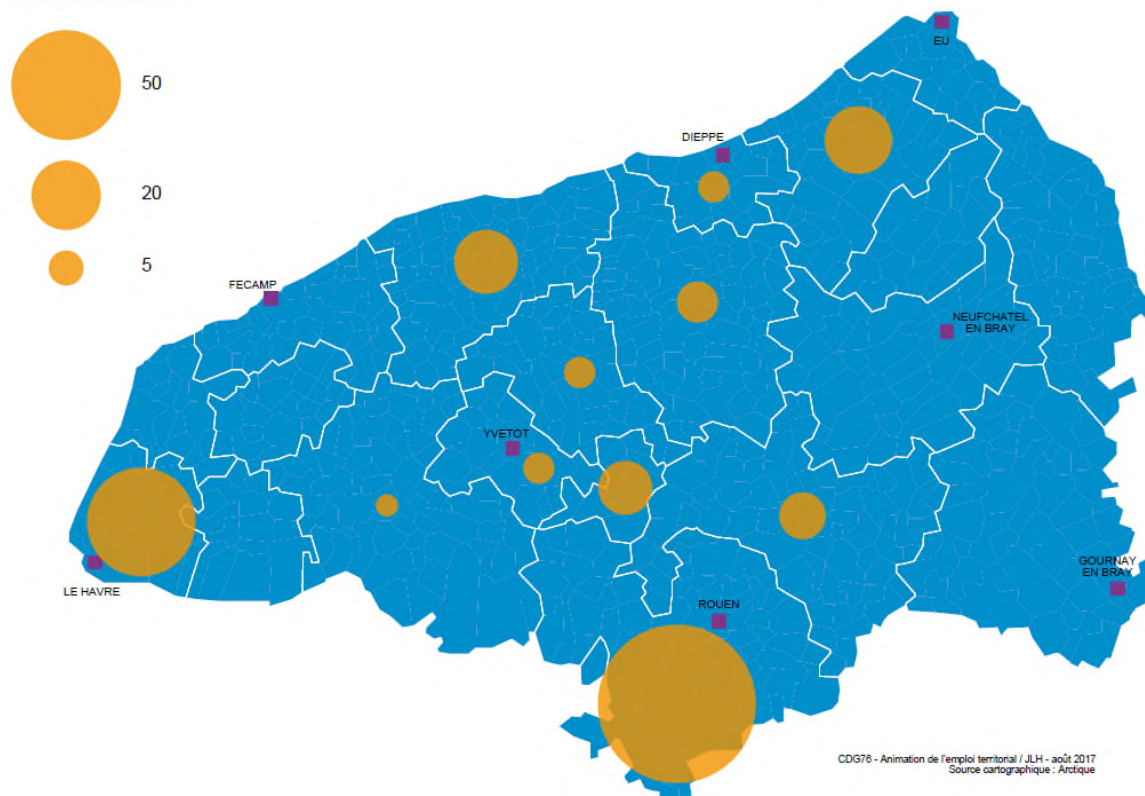 50
20
5
EU
DIEPPE
FECAMP
NEUFCHATEL
EN BRAY
YVETOT
GOURNAY
EN BRAY
LE HAVRE
ROUEN
CDG76 - Animation de l'emploi territorial / JLH - août 2017
Source cartographique : Arctique